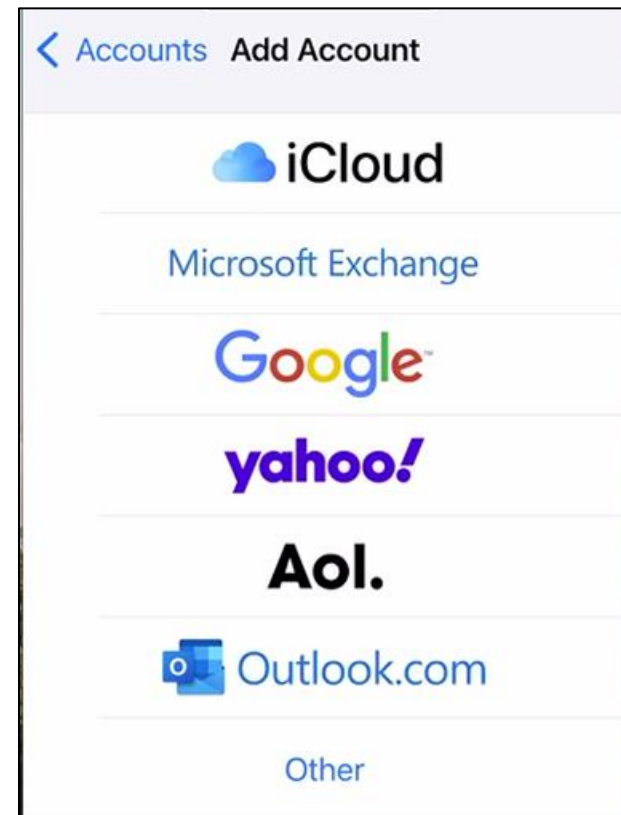 Accounts Add Account
iCloud
Microsoft Exchange
Google
yahoo!
Aol.
Outlook.com
Other